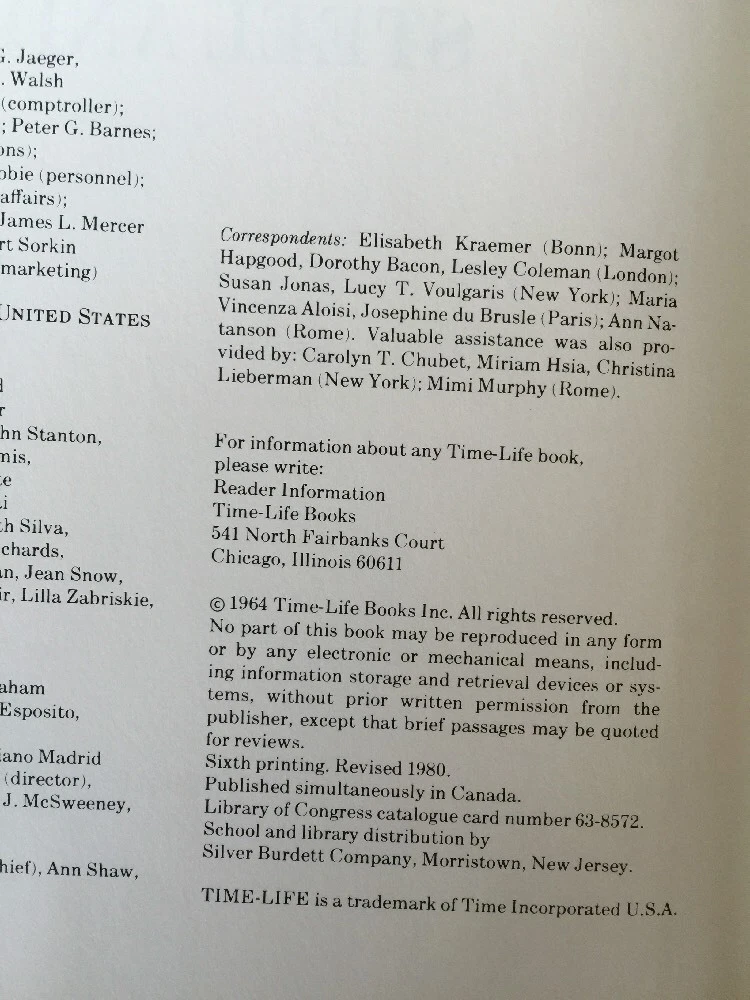 G. Jaeger,
. Walsh
(comptroller);
; Peter G. Barnes;
ons);
obie (personnel);
affairs);
James L. Mercer
rt Sorkin
marketing)
UNITED STATES
d
r
hn Stanton,
mis,
te
i
th Silva,
chards,
an, Jean Snow,
ir, Lilla Zabriskie,
aham
Esposito,
iano Madrid
(director),
J. McSweeney,
hief), Ann Shaw,
Correspondents: Elisabeth Kraemer (Bonn); Margot
Hapgood, Dorothy Bacon, Lesley Coleman (London);
Susan Jonas, Lucy T. Voulgaris (New York); Maria
Vincenza Aloisi, Josephine du Brusle (Paris); Ann Na-
tanson (Rome). Valuable assistance was also pro-
vided by: Carolyn T. Chubet, Miriam Hsia, Christina
Lieberman (New York); Mimi Murphy (Rome).
For information about any Time-Life book,
please write:
Reader Information
Time-Life Books
541 North Fairbanks Court
Chicago, Illinois 60611
© 1964 Time-Life Books Inc. All rights reserved.
No part of this book may be reproduced in any form
or by any electronic or mechanical means, includ-
ing information storage and retrieval devices or sys-
tems, without prior written permission from the
publisher, except that brief passages may be quoted
for reviews.
Sixth printing. Revised 1980.
Published simultaneously in Canada.
Library of Congress catalogue card number 63-8572.
School and library distribution by
Silver Burdett Company, Morristown, New Jersey.
TIME-LIFE is a trademark of Time Incorporated U.S.A.